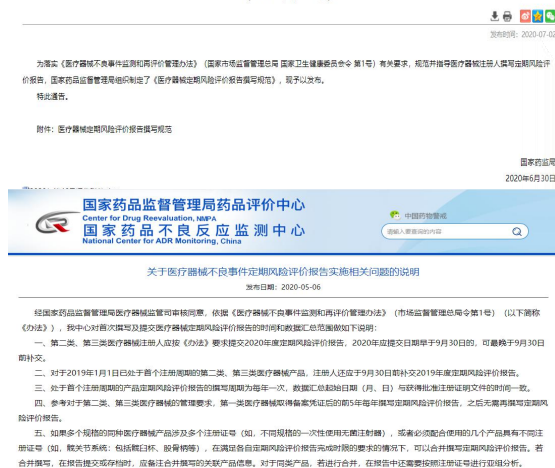 发布时间：2020-07-02
为落实《医疗器械不良事件监测和再评价管理办法》（国家市场监督管理总局 国家卫生健康委员会令 第1号）有关要求，规范并指导医疗器械注册人撰写定期风险评
价报告，国家药品监督管理局组织制定了《医疗器械定期风险评价报告撰写规范》，现予以发布。
特此通告。
附件：医疗器械定期风险评价报告撰写规范
国家药监局
2020年6月30日
国家药品监督管理局药品评价中心
Center for Drug Reevaluation, NMPA
国家药品不良反应监测中心
National Center for ADR Monitoring, China
中国药物警戒
请输入要查询的内容
关于医疗器械不良事件定期风险评价报告实施相关问题的说明
发布日期：2020-05-06
经国家药品监督管理局医疗器械监管司审核同意，依据《医疗器械不良事件监测和再评价管理办法》（市场监督管理总局令第1号）（以下简称
《办法》），我中心对首次撰写及提交医疗器械定期风险评价报告的时间和数据汇总范围做如下说明：
一、第二类、第三类医疗器械注册人应按《办法》要求提交2020年度定期风险评价报告，2020年应提交日期早于9月30日的，可最晚于9月30日
前补交。
二、对于2019年1月1日已处于首个注册周期的第二类、第三类医疗器械产品，注册人还应于9月30日前补交2019年度定期风险评价报告。
三、处于首个注册周期的产品定期风险评价报告的撰写周期为每年一次，数据汇总起始日期（月、日）与获得批准注册证明文件的时间一致。
四、参考对于第二类、第三类医疗器械的管理要求，第一类医疗器械取得备案凭证后的前5年每年撰写定期风险评价报告，之后无需再撰写定期风
险评价报告。
五、如果多个规格的同种医疗器械产品涉及多个注册证号（如，不同规格的一次性使用无菌注射器），或者必须配合使用的几个产品具有不同注
册证号（如，髋关节系统：包括髋臼杯、股骨柄等），在满足各自定期风险评价报告完成时限的要求的情况下，可以合并撰写定期风险评价报告。若
合并撰写，在报告提交或存档时，应备注合并撰写的关联产品信息。对于同类产品，若进行合并，在报告中还需要按照注册证号进行亚组分析。